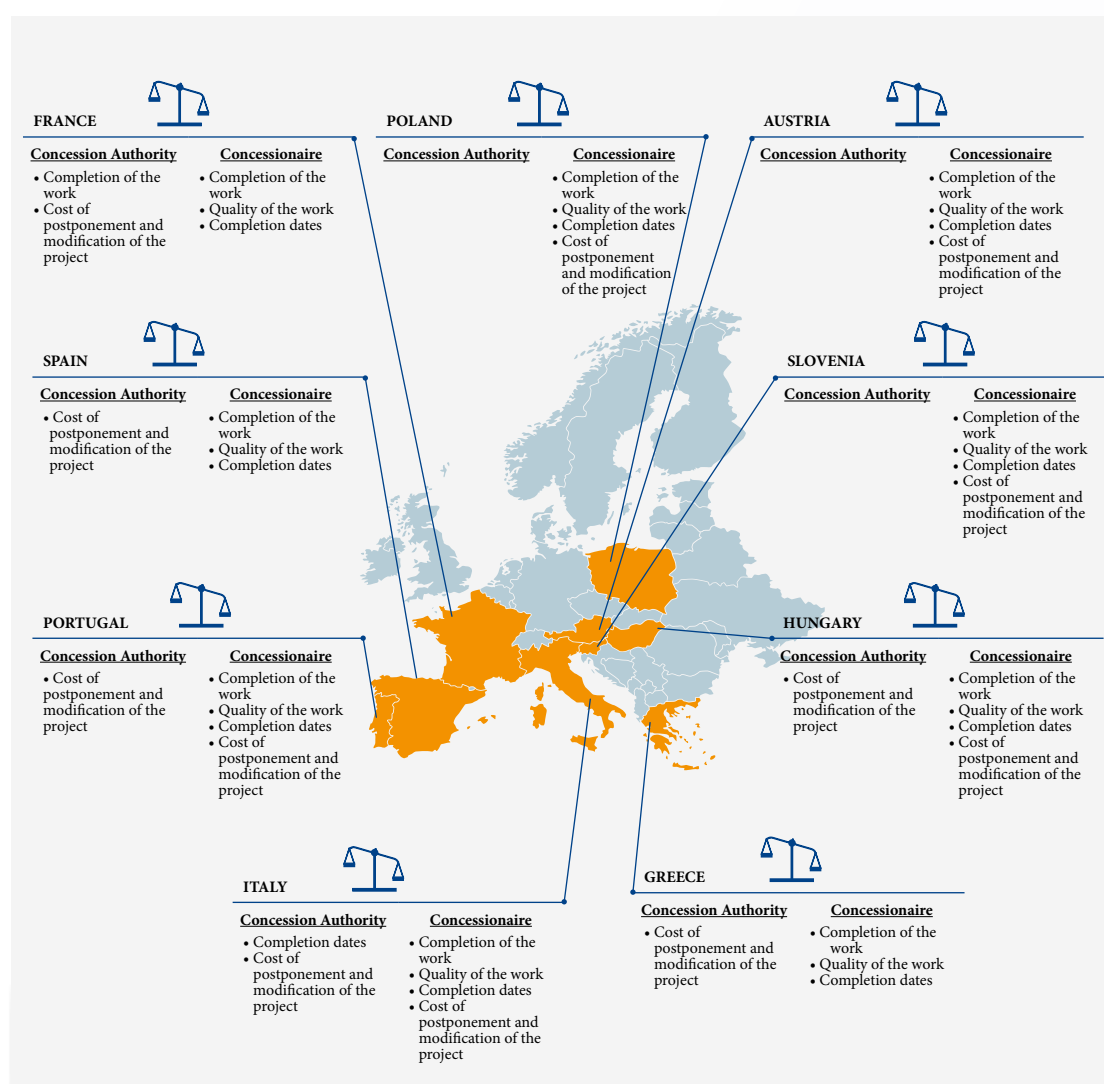 FRANCE
Concession Authority
• Completion of the
work
• Cost of
postponement and
modification of the
project
Concessionaire
• Completion of the
work
• Quality of the work
• Completion dates
POLAND
Concession Authority
Concessionaire
• Completion of the
work
• Quality of the work
• Completion dates
• Cost of
postponement
and modification
of the project
AUSTRIA
Concession Authority
Concessionaire
• Completion of the
work
• Quality of the work
• Completion dates
• Cost of
postponement and
modification of the
project
SPAIN
Concession Authority
• Cost of
postponement and
modification of the
project
Concessionaire
• Completion of the
work
• Quality of the work
• Completion dates
SLOVENIA
Concession Authority
Concessionaire
• Completion of the
work
• Quality of the work
• Completion dates
• Cost of
postponement and
modification of the
project
PORTUGAL
Concession Authority
• Cost of
postponement and
modification of the
project
Concessionaire
• Completion of the
work
• Quality of the work
• Completion dates
• Cost of
postponement and
modification of the
project
HUNGARY
Concession Authority
• Cost of
postponement and
modification of the
project
Concessionaire
• Completion of the
work
• Quality of the work
• Completion dates
• Cost of
postponement and
modification of the
project
ITALY
Concession Authority
• Completion dates
• Cost of
postponement and
modification of the
project
Concessionaire
• Completion of the
work
• Quality of the work
• Completion dates
• Cost of
postponement and
modification of the
project
GREECE
Concession Authority
• Cost of
postponement and
modification of the
project
Concessionaire
• Completion of the
work
• Quality of the work
• Completion dates